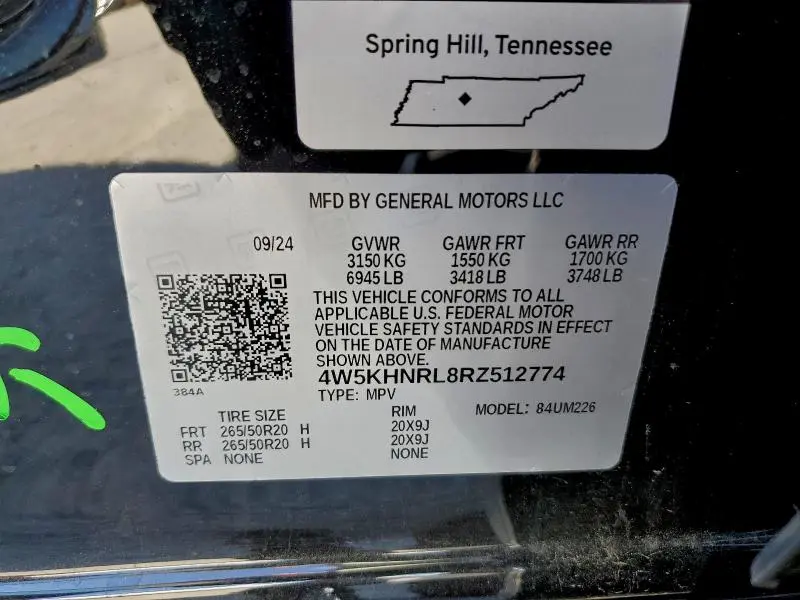 Spring Hill, Tennessee
MFD BY GENERAL MOTORS LLC
09/24 GVWR GAWR FRT GAWR RR
3150 KG 1550 KG 1700 KG
6945 LB 3418 LB 3748 LB
THIS VEHICLE CONFORMS TO ALL
APPLICABLE U.S. FEDERAL MOTOR
VEHICLE SAFETY STANDARDS IN EFFECT
ON THE DATE OF MANUFACTURE
SHOWN ABOVE.
4W5KHNRL8RZ512774
384A
TYPE: MPV
TIRE SIZE RIM MODEL: 84UM226
FRT 265/50R20 H 20X9J
RR 265/50R20 H 20X9J
SPA NONE NONE